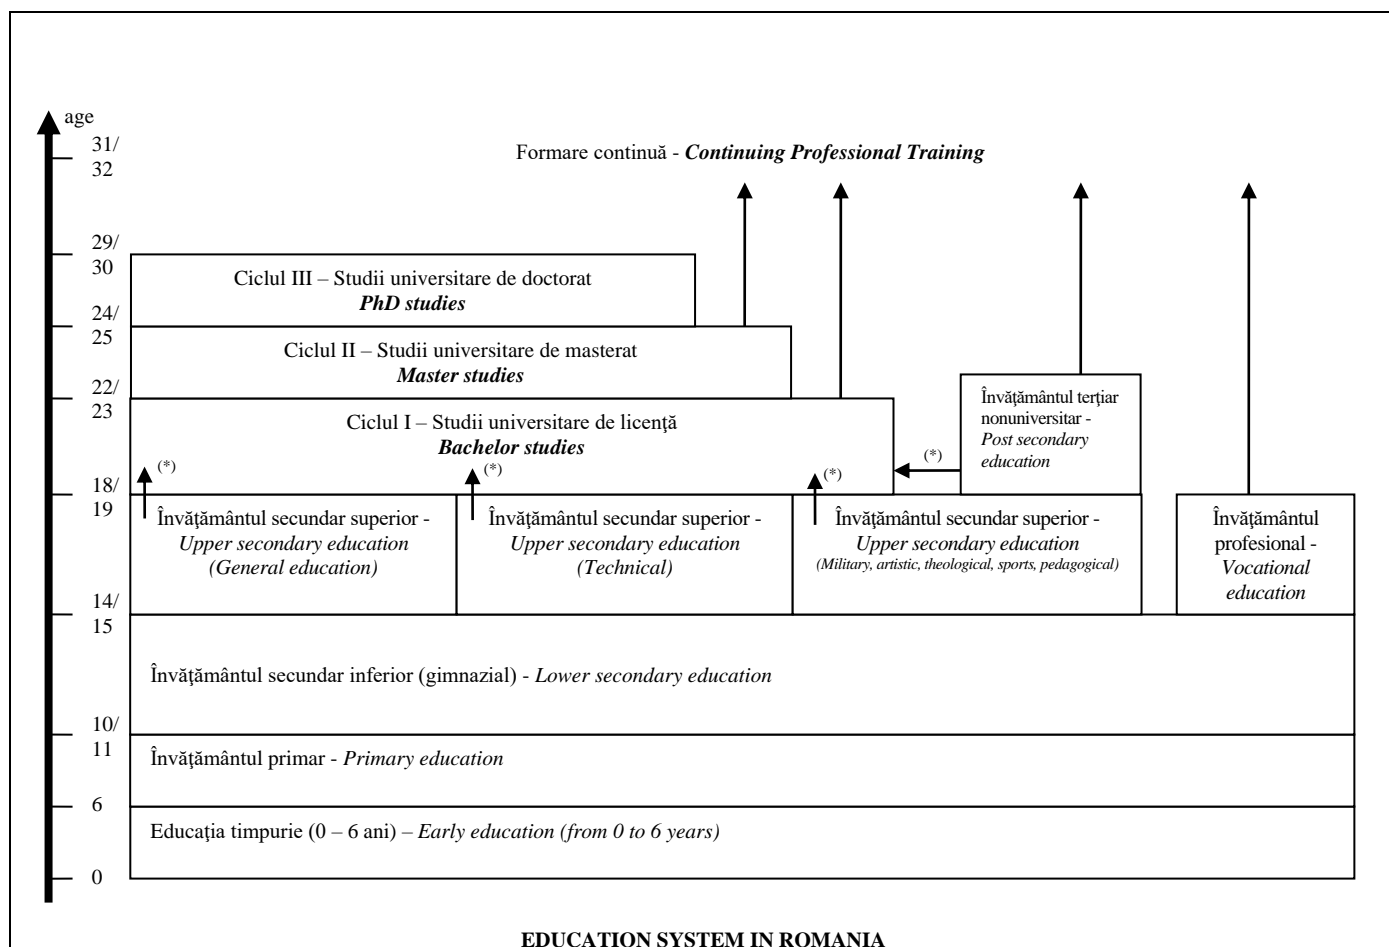 age
31/
32
Formare continuă - Continuing Professional Training
29/
30
Ciclul III – Studii universitare de doctorat
PhD studies
24/
25
Ciclul II – Studii universitare de masterat
Master studies
22/
23
Ciclul I – Studii universitare de licenţă
Bachelor studies
Învăţământul terţiar
nonuniversitar -
Post secondary
education
(*)
(*)
(*)
(*)
18/
19
Învăţământul secundar superior -
Upper secondary education
(General education)
Învăţământul secundar superior -
Upper secondary education
(Technical)
Învăţământul secundar superior -
Upper secondary education
(Military, artistic, theological, sports, pedagogical)
Învăţământul
profesional -
Vocational
education
14/
15
Învăţământul secundar inferior (gimnazial) - Lower secondary education
10/
11
Învăţământul primar - Primary education
6
Educaţia timpurie (0 – 6 ani) – Early education (from 0 to 6 years)
0
EDUCATION SYSTEM IN ROMANIA